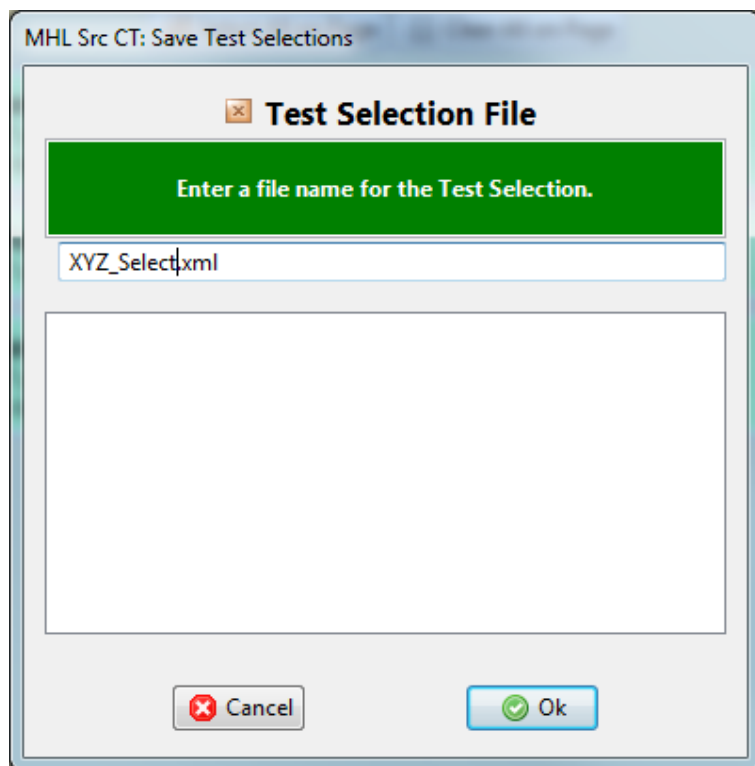 MHL Src CT: Save Test Selections
Test Selection File
Enter a file name for the Test Selection.
XYZ_Select.xml
Cancel
Ok